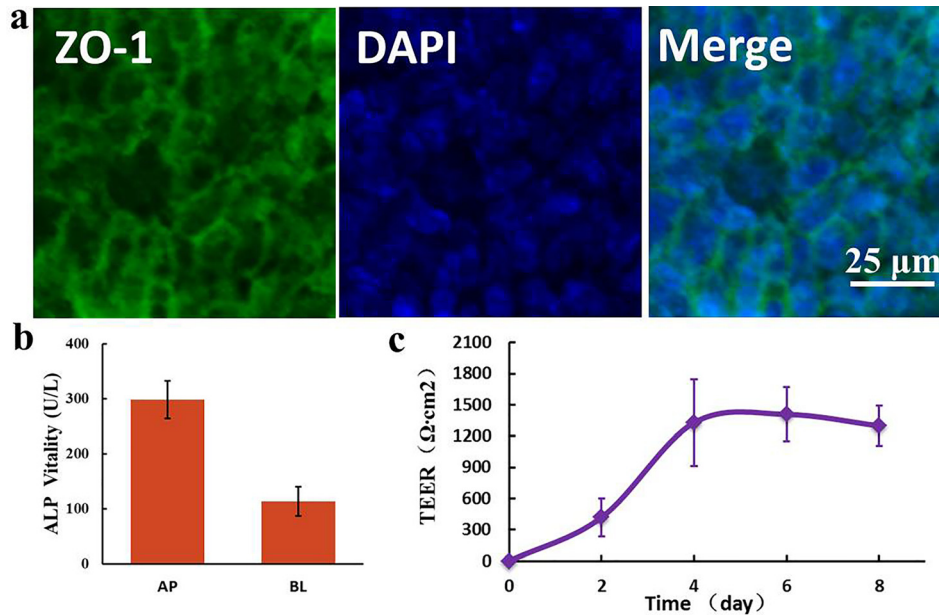 a
ZO-1
DAPI
Merge
25 μm
b
ALP Vitality (U/L)
400
300
200
100
0
AP
BL
c
TEER (Ω·cm2)
2100
1800
1500
1200
900
600
300
0
0
2
4
6
8
Time (day)